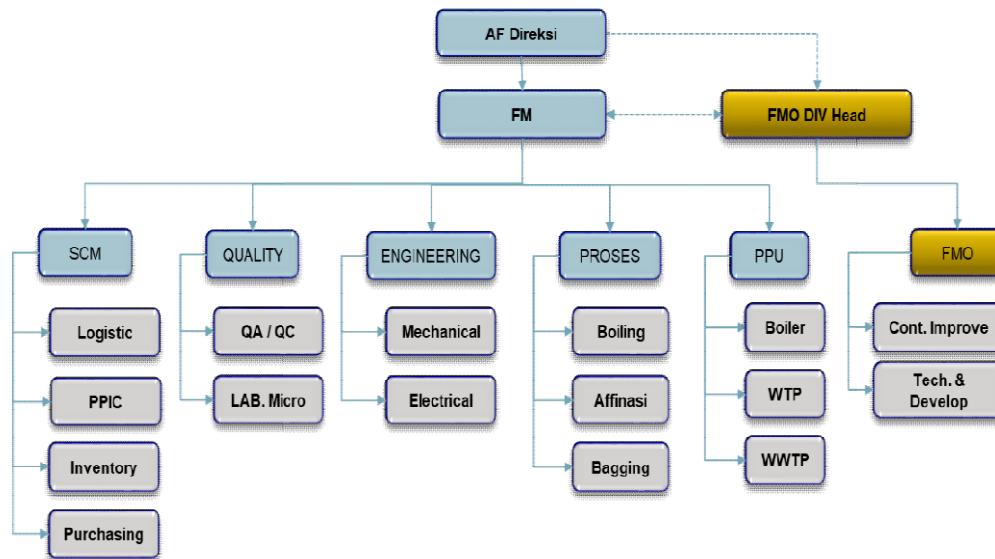 AF Direksi
FM
FMO DIV Head
SCM
QUALITY
ENGINEERING
PROSES
PPU
FMO
Logistic
QA / QC
Mechanical
Boiling
Boiler
Cont. Improve
PPIC
LAB. Micro
Electrical
Affinasi
WTP
Tech. &
Develop
Inventory
Bagging
WWTP
Purchasing